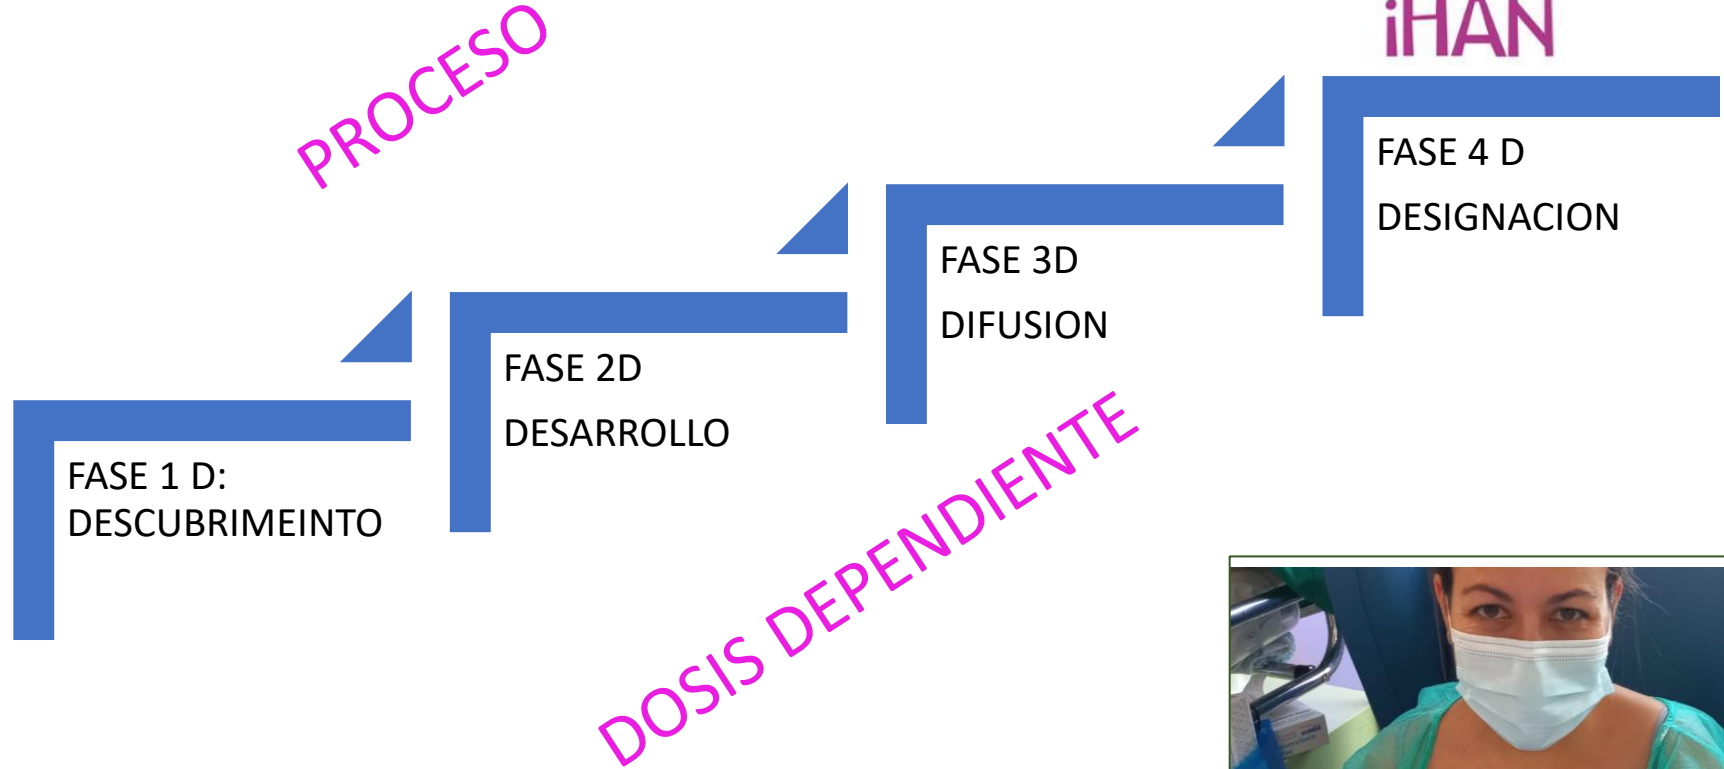 iHAN
PROCESO
FASE 4 D
DESIGNACION
FASE 3D
DIFUSION
FASE 2D
DESARROLLO
FASE 1 D:
DESCUBRIMEINTO
DOSIS DEPENDIENTE